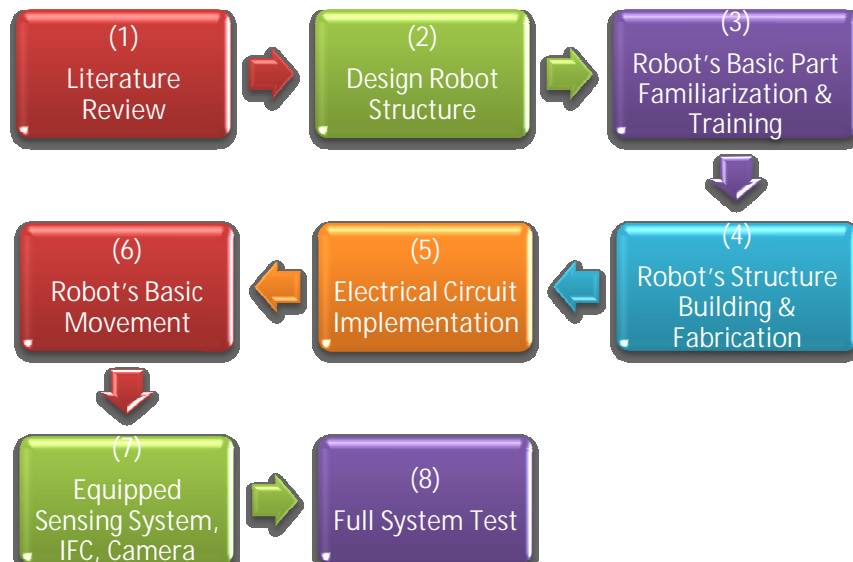 (1)
Literature
Review
(2)
Design Robot
Structure
(3)
Robot's Basic Part
Familiarization &
Training
(4)
Robot's Structure
Building &
Fabrication
(5)
Electrical Circuit
Implementation
(6)
Robot's Basic
Movement
(7)
Equipped
Sensing System,
IFC, Camera
(8)
Full System Test